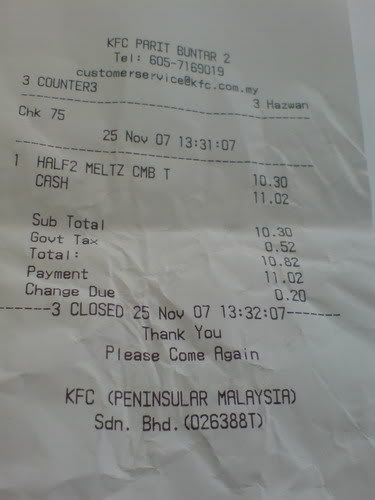 KFC PARIT BUNTAR 2
Tel: 605-7169019
customerservice@kfc.com.my
3 COUNTER3 3 Hazwan
Chk 75
25 Nov 07 13:31:07
1 HALF2 MELTZ CMB T 10.30
CASH 11.02
Sub Total 10.30
Govt Tax 0.52
Total: 10.82
Payment 11.02
Change Due 0.20
------3 CLOSED 25 Nov 07 13:32:07------
Thank You
Please Come Again
KFC (PENINSULAR MALAYSIA)
Sdn. Bhd.(026388T)